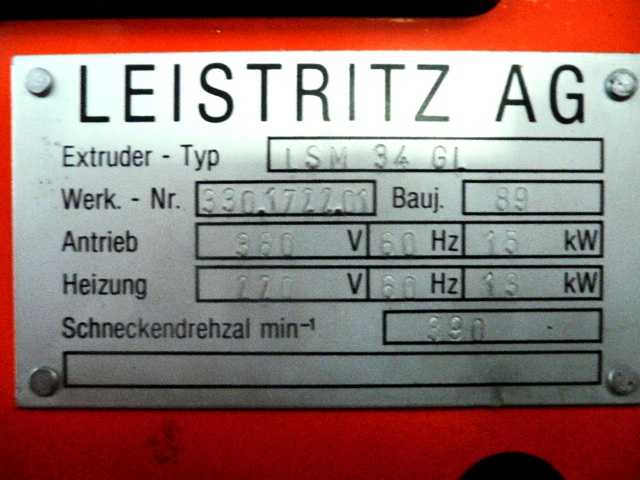 LEISTRITZ AG
Extruder - Typ LSM 34 GL
Werk. - Nr. 330.1722.01 Bauj. 89
Antrieb 380 V 60 Hz 15 kW
Heizung 220 V 60 Hz 13 kW
Schneckendrehzal min⁻¹ 390